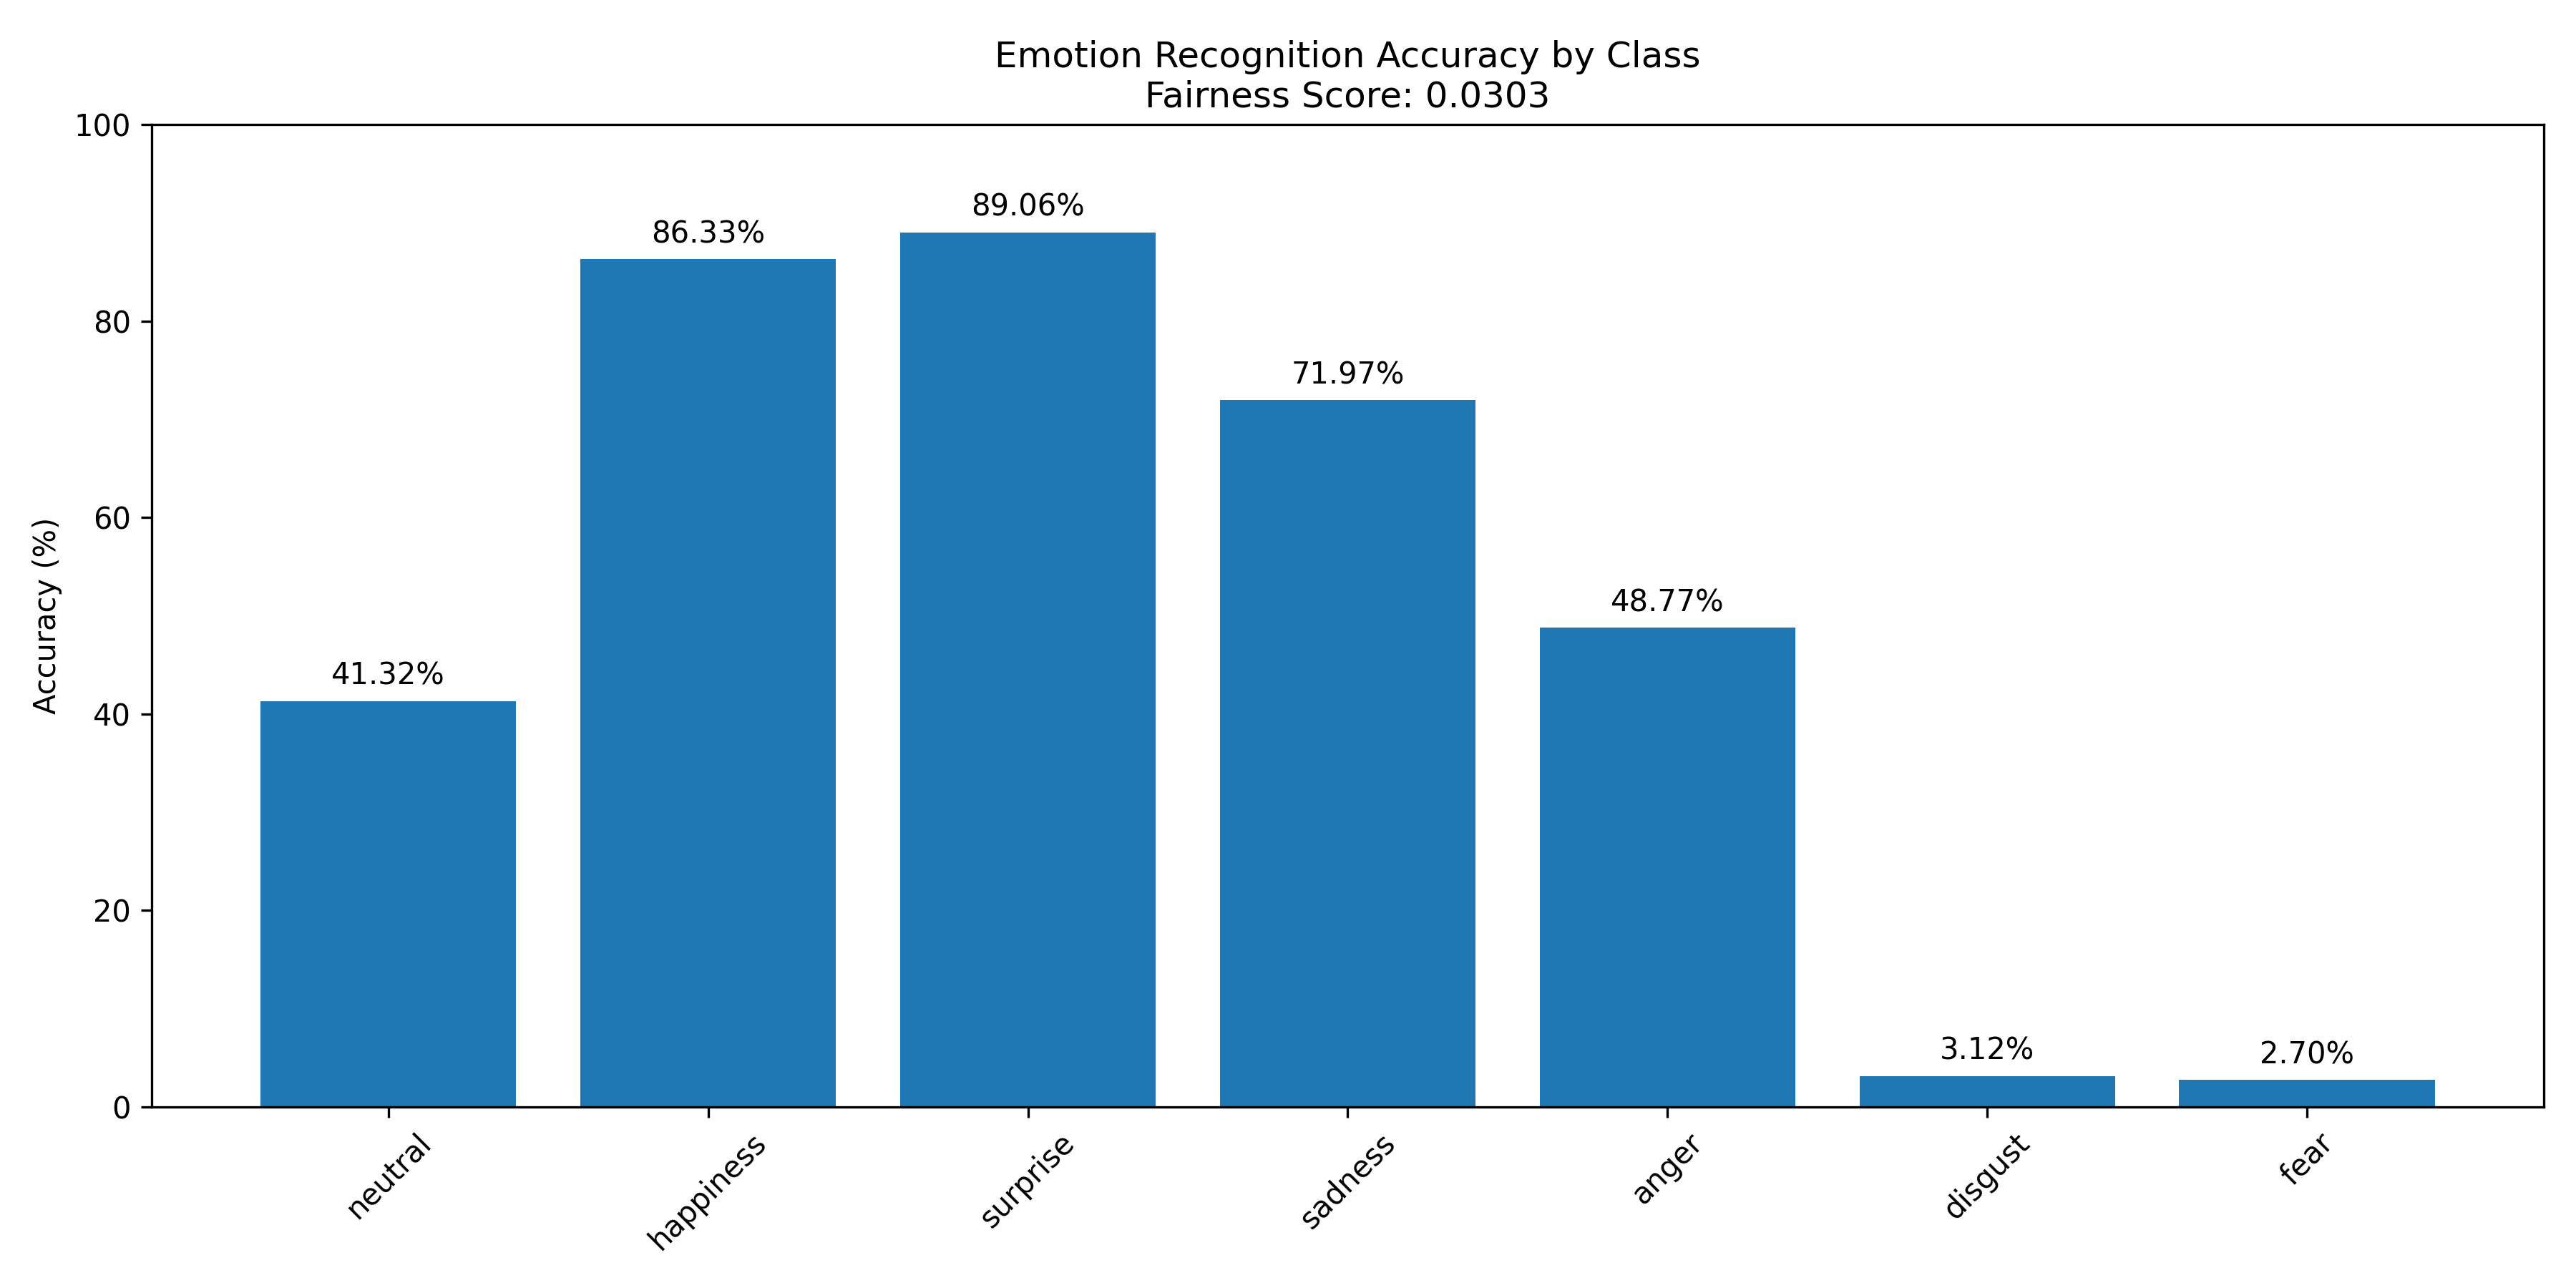 Emotion Recognition Accuracy by Class
Fairness Score: 0.0303
Accuracy (%)
100
80
60
40
20
0
41.32%
86.33%
89.06%
71.97%
48.77%
3.12%
2.70%
neutral
happiness
surprise
sadness
anger
disgust
fear